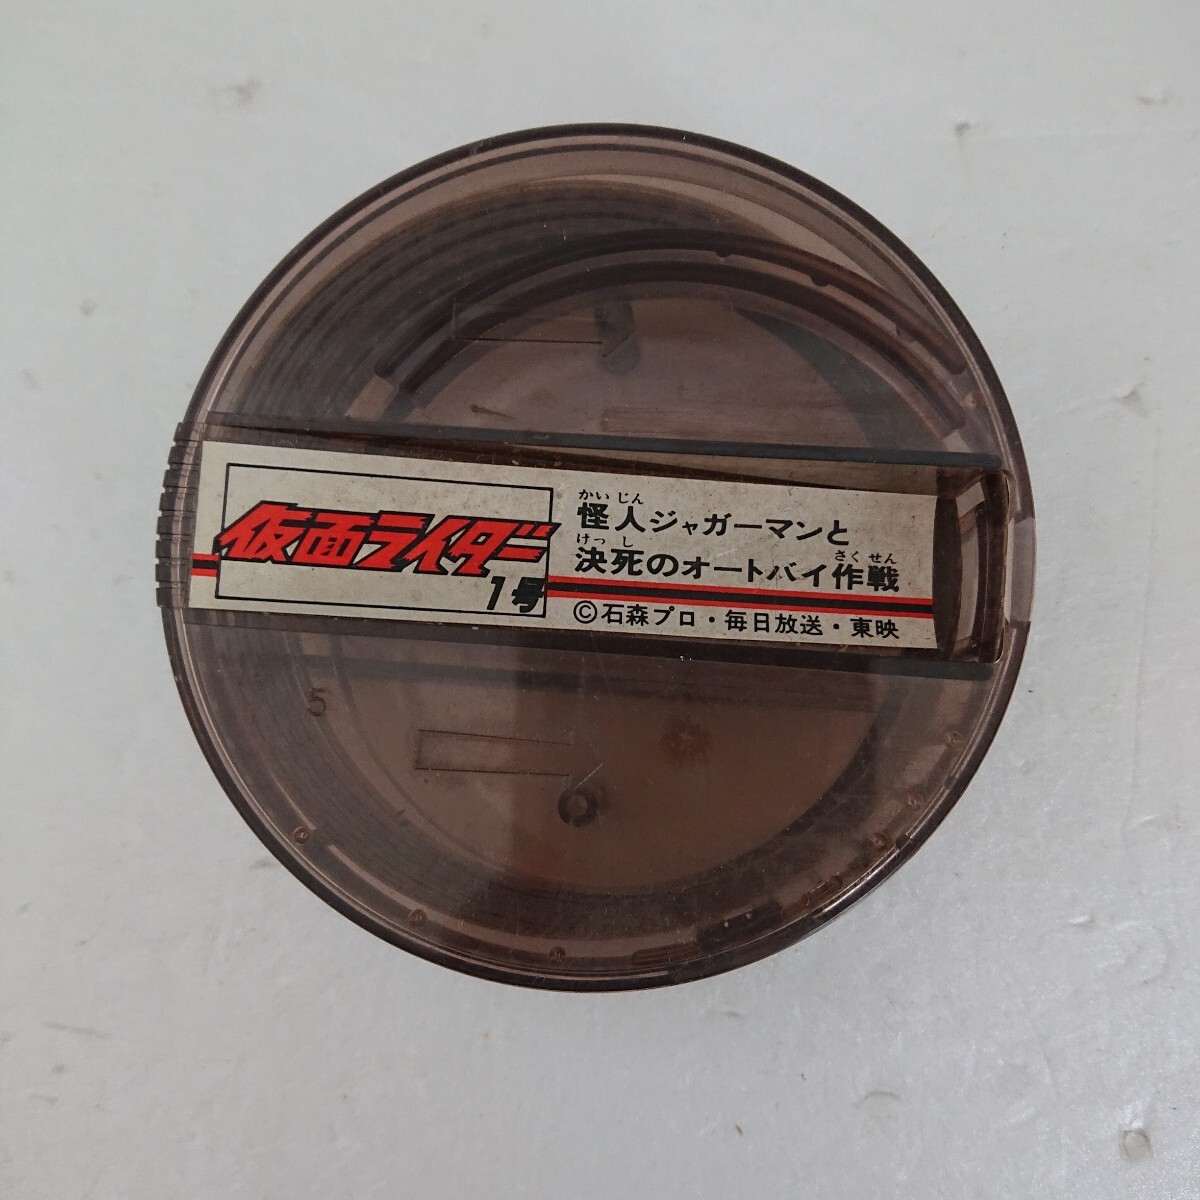 仮面ライダー
1号
かいじん
怪人ジャガーマンと
けっし さくせん
決死のオートバイ作戦
©石森プロ・毎日放送・東映
5